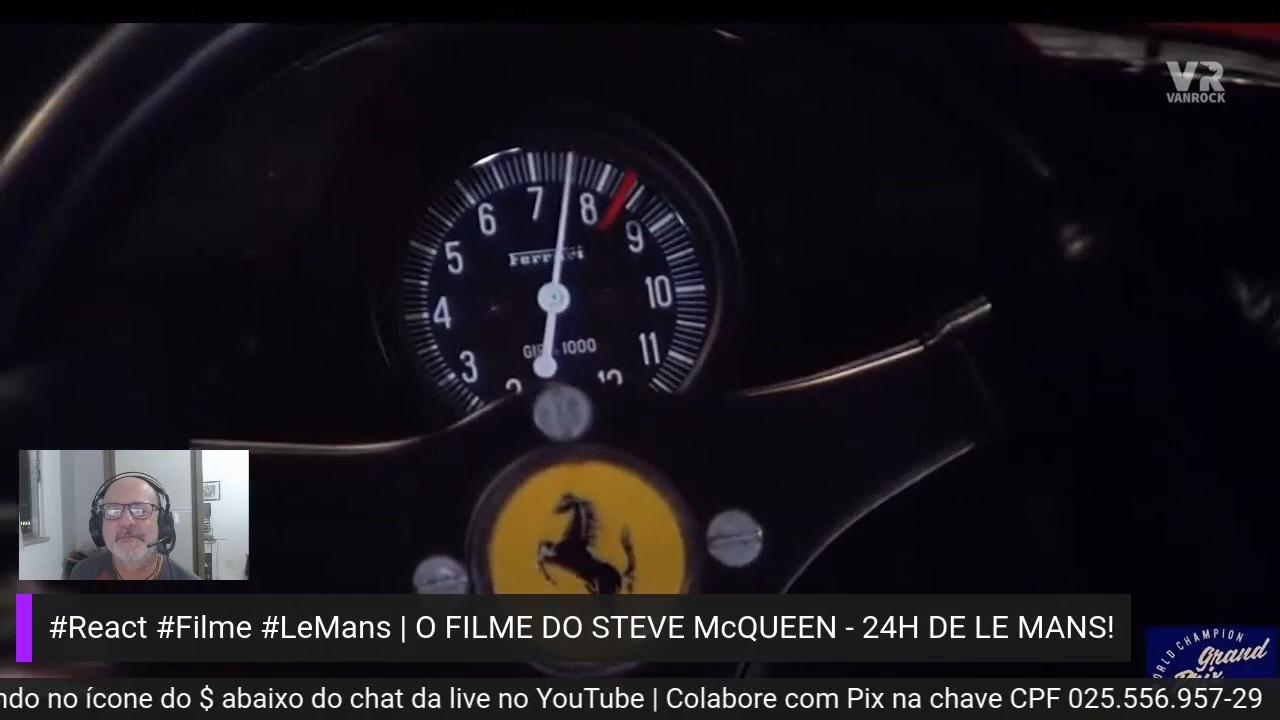 VR
VANROCK
7
8
6
9
5
Ferrari
10
4
GIRI x 1000
11
3
#React #Filme #LeMans | O FILME DO STEVE McQUEEN - 24H DE LE MANS!
WORLD CHAMPION
Grand
Prix
ndo no ícone do $ abaixo do chat da live no YouTube | Colabore com Pix na chave CPF 025.556.957-29